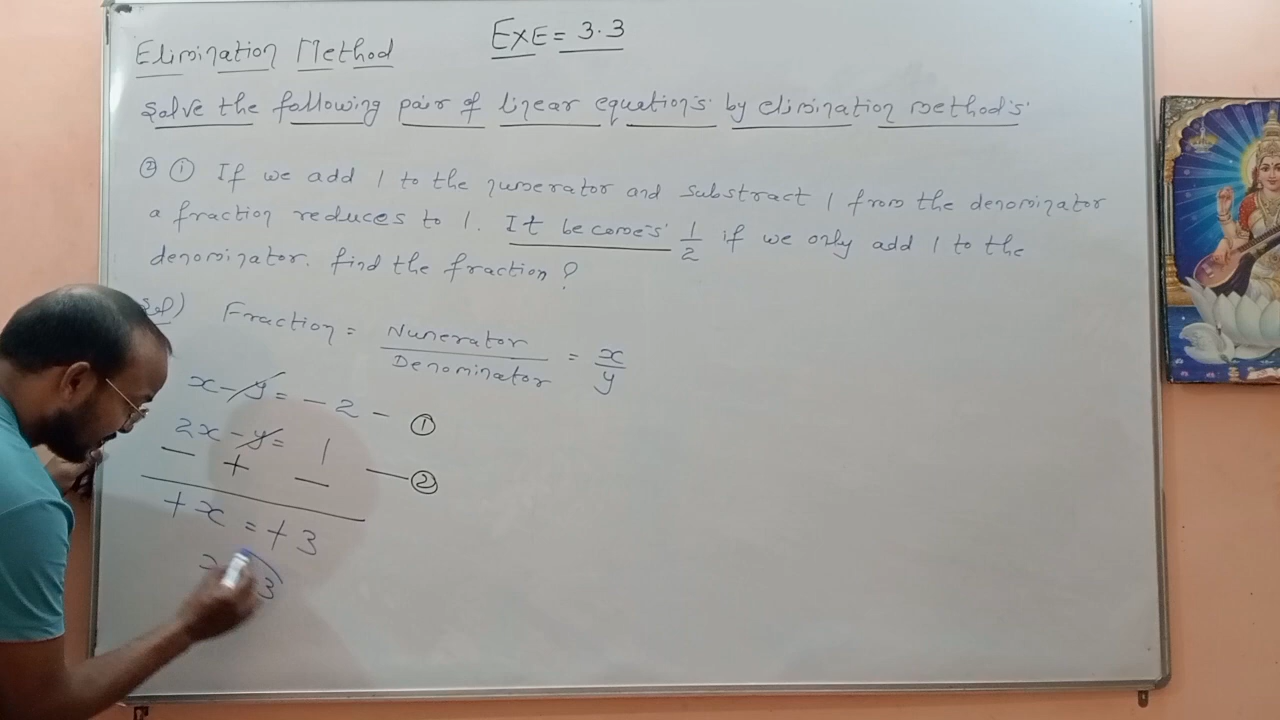 Elimination Method EXE = 3.3
Solve the following pair of linear equations by elimination method's
② ① If we add 1 to the numerator and substract 1 from the denominator
a fraction reduces to 1. It become's 1/2 if we only add 1 to the
denominator. find the fraction?
Sol) Fraction = Numerator/Denominator = x/y
x - y = - 2 - ①
2x - y = 1 — ②
— + —
+ x = + 3
3